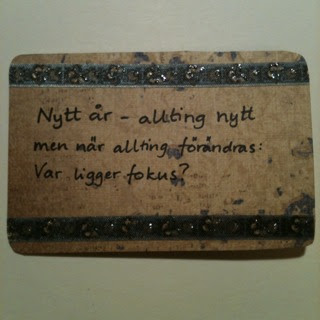 Nytt år - allting nytt
men när allting förändras:
Var ligger fokus?